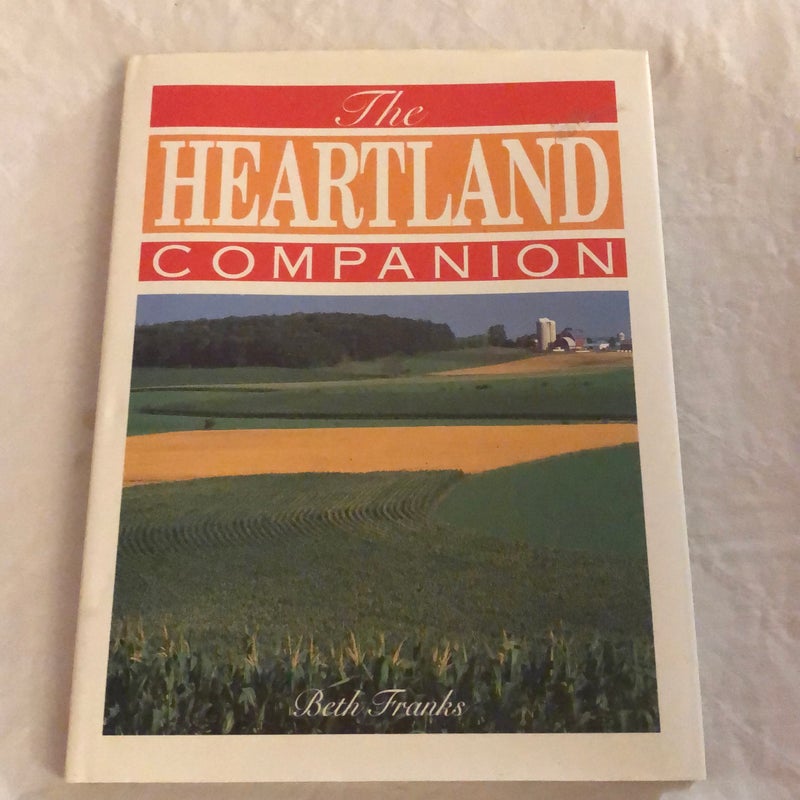 The
HEARTLAND
COMPANION
Beth Franks